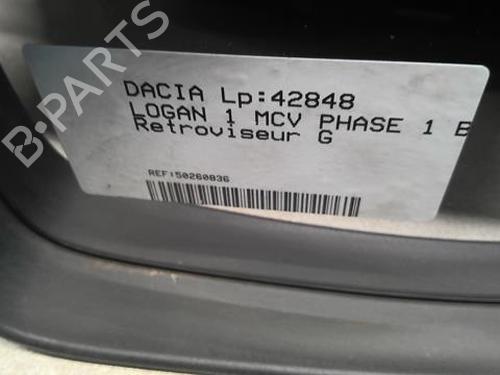 DACIA Lp:42848
LOGAN 1 MCV PHASE 1 E
Retroviseur G
REF:50260836
B-PARTS